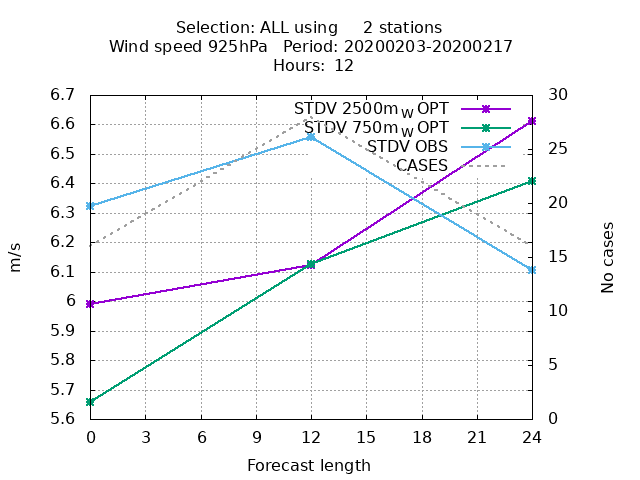 Selection: ALL using     2 stations
Wind speed 925hPa   Period: 20200203-20200217
Hours: 12
STDV 2500m W OPT
STDV 750m W OPT
STDV OBS
CASES
6.7
6.6
6.5
6.4
6.3
6.2
6.1
6
5.9
5.8
5.7
5.6
m/s
30
25
20
15
10
5
0
No cases
0 3 6 9 12 15 18 21 24
Forecast length